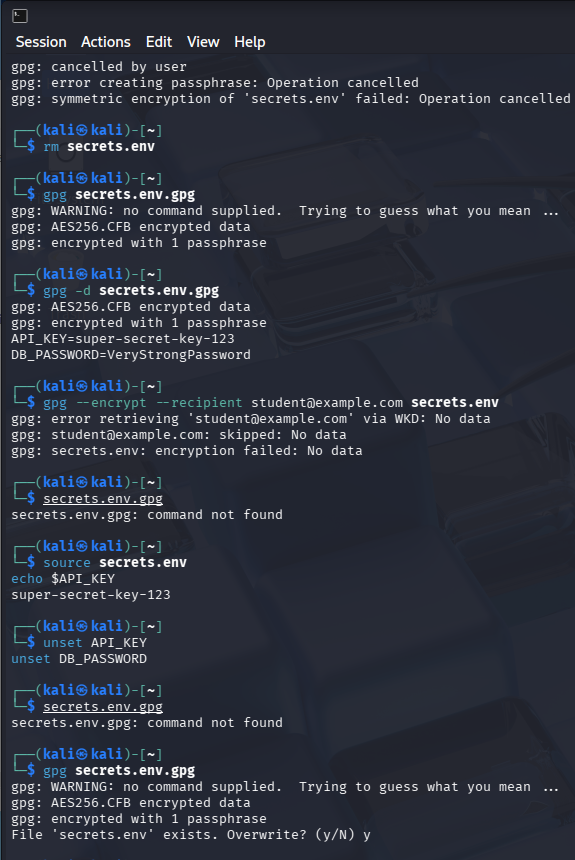 Session Actions Edit View Help
gpg: cancelled by user
gpg: error creating passphrase: Operation cancelled
gpg: symmetric encryption of 'secrets.env' failed: Operation cancelled
┌──(kali㉿kali)-[~]
└─$ rm secrets.env
┌──(kali㉿kali)-[~]
└─$ gpg secrets.env.gpg
gpg: WARNING: no command supplied.  Trying to guess what you mean ...
gpg: AES256.CFB encrypted data
gpg: encrypted with 1 passphrase
┌──(kali㉿kali)-[~]
└─$ gpg -d secrets.env.gpg
gpg: AES256.CFB encrypted data
gpg: encrypted with 1 passphrase
API_KEY=super-secret-key-123
DB_PASSWORD=VeryStrongPassword
┌──(kali㉿kali)-[~]
└─$ gpg --encrypt --recipient student@example.com secrets.env
gpg: error retrieving 'student@example.com' via WKD: No data
gpg: student@example.com: skipped: No data
gpg: secrets.env: encryption failed: No data
┌──(kali㉿kali)-[~]
└─$ secrets.env.gpg
secrets.env.gpg: command not found
┌──(kali㉿kali)-[~]
└─$ source secrets.env
echo $API_KEY
super-secret-key-123
┌──(kali㉿kali)-[~]
└─$ unset API_KEY
unset DB_PASSWORD
┌──(kali㉿kali)-[~]
└─$ secrets.env.gpg
secrets.env.gpg: command not found
┌──(kali㉿kali)-[~]
└─$ gpg secrets.env.gpg
gpg: WARNING: no command supplied.  Trying to guess what you mean ...
gpg: AES256.CFB encrypted data
gpg: encrypted with 1 passphrase
File 'secrets.env' exists. Overwrite? (y/N) y